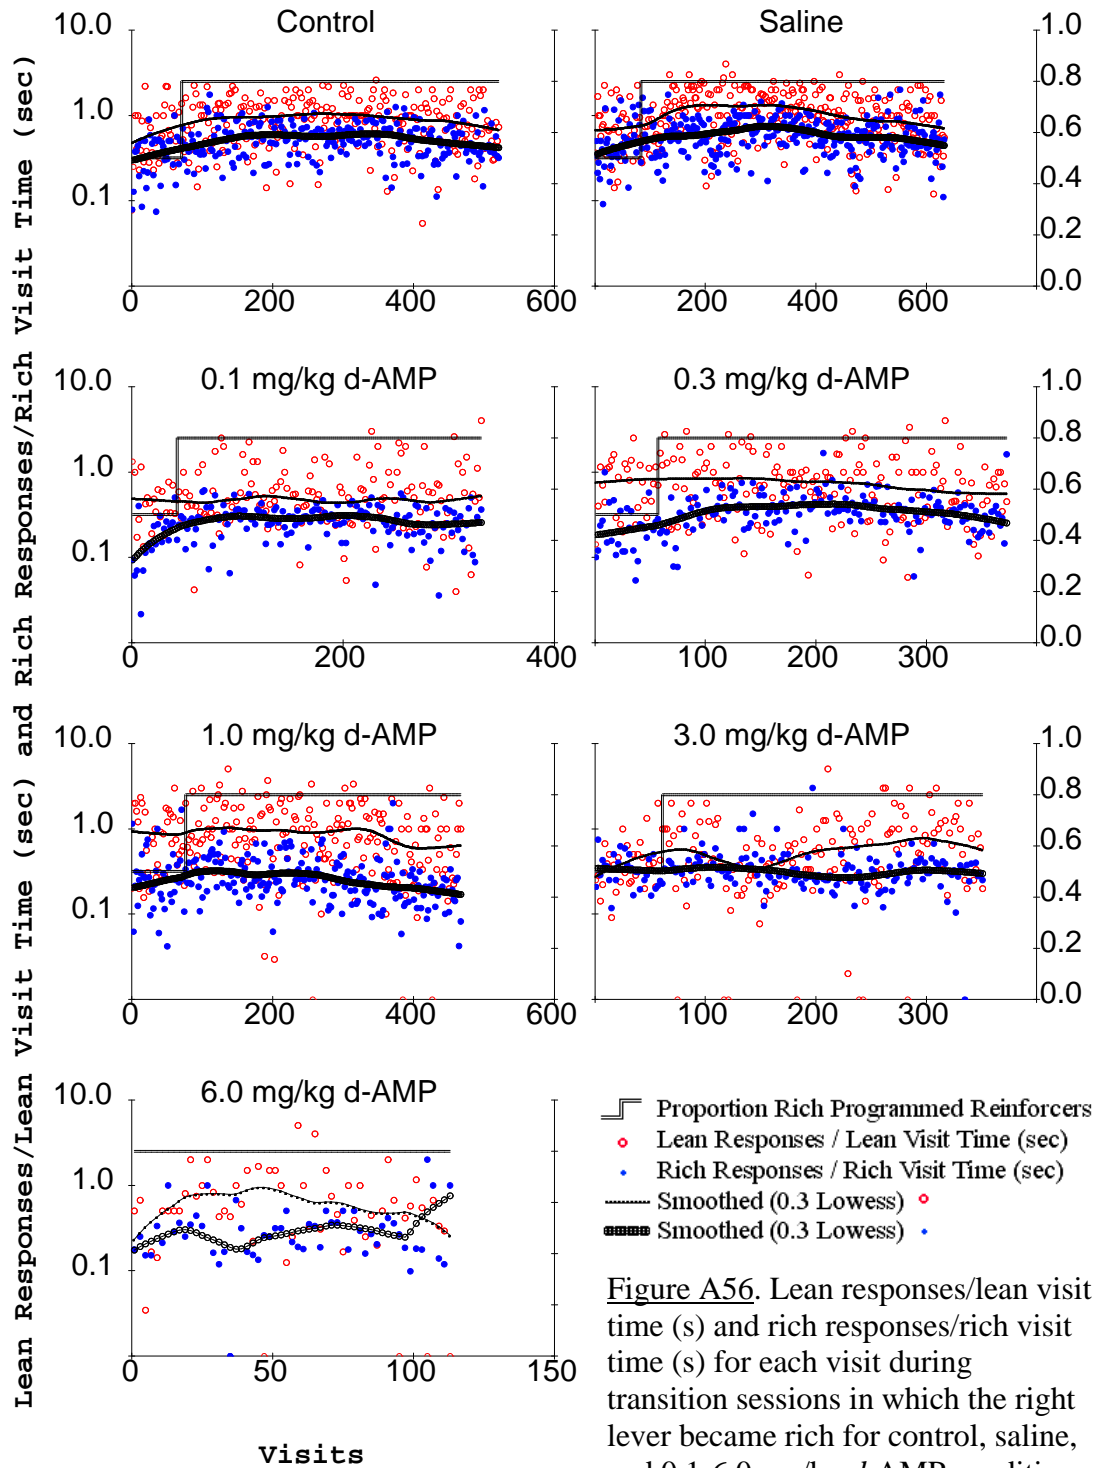 Lean Responses/Lean Visit Time (sec) and Rich Responses/Rich Visit Time (sec)
Control
10.0
1.0
0.1
0 200 400 600
Saline
1.0
0.8
0.6
0.4
0.2
0.0
0 200 400 600
0.1 mg/kg d-AMP
10.0
1.0
0.1
0 200 400
0.3 mg/kg d-AMP
1.0
0.8
0.6
0.4
0.2
0.0
100 200 300
1.0 mg/kg d-AMP
10.0
1.0
0.1
0 200 400 600
3.0 mg/kg d-AMP
1.0
0.8
0.6
0.4
0.2
0.0
100 200 300
6.0 mg/kg d-AMP
10.0
1.0
0.1
0 50 100 150
Visits
Proportion Rich Programmed Reinforcers
Lean Responses / Lean Visit Time (sec)
Rich Responses / Rich Visit Time (sec)
Smoothed (0.3 Lowess)
Smoothed (0.3 Lowess)
Figure A56. Lean responses/lean visit
time (s) and rich responses/rich visit
time (s) for each visit during
transition sessions in which the right
lever became rich for control, saline,